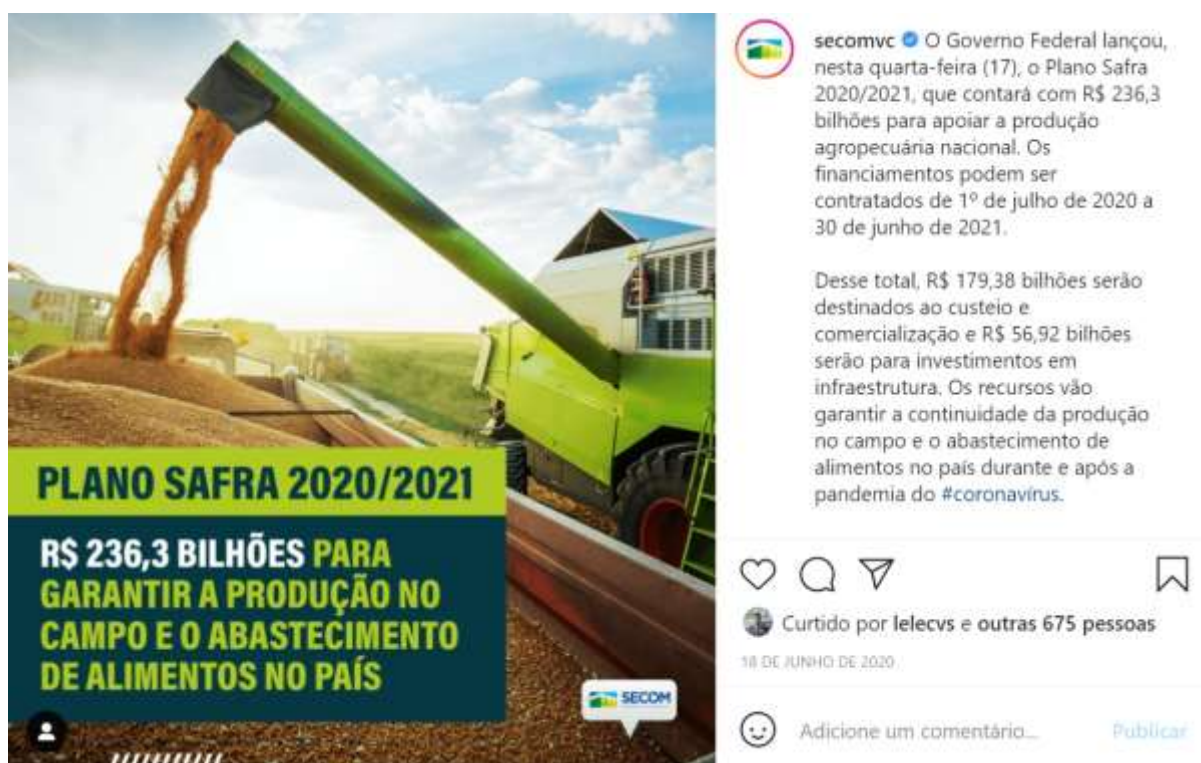 PLANO SAFRA 2020/2021
R$ 236,3 BILHÕES PARA
GARANTIR A PRODUÇÃO NO
CAMPO E O ABASTECIMENTO
DE ALIMENTOS NO PAÍS
SECOM
secomvc O Governo Federal lançou,
nesta quarta-feira (17), o Plano Safra
2020/2021, que contará com R$ 236,3
bilhões para apoiar a produção
agropecuária nacional. Os
financiamentos podem ser
contratados de 1º de julho de 2020 a
30 de junho de 2021.
Desse total, R$ 179,38 bilhões serão
destinados ao custeio e
comercialização e R$ 56,92 bilhões
serão para investimentos em
infraestrutura. Os recursos vão
garantir a continuidade da produção
no campo e o abastecimento de
alimentos no país durante e após a
pandemia do #coronavírus.
Curtido por lelecvs e outras 675 pessoas
18 DE JUNHO DE 2020
Adicione um comentário...
Publicar